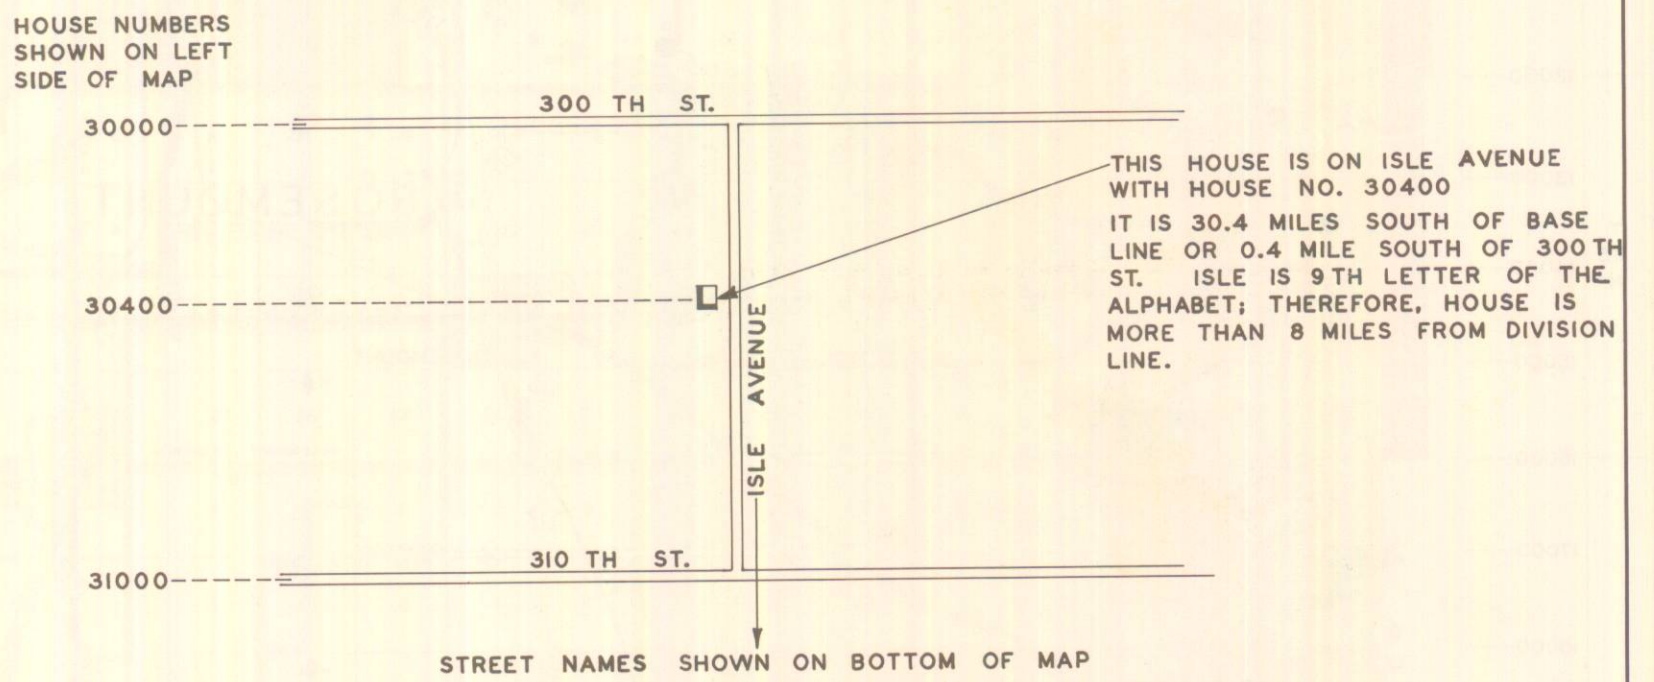 HOUSE NUMBERS
SHOWN ON LEFT
SIDE OF MAP
300 TH ST.
30000
THIS HOUSE IS ON ISLE AVENUE
WITH HOUSE NO. 30400
IT IS 30.4 MILES SOUTH OF BASE
LINE OR 0.4 MILE SOUTH OF 300 TH
ST. ISLE IS 9 TH LETTER OF THE
ALPHABET; THEREFORE, HOUSE IS
MORE THAN 8 MILES FROM DIVISION
LINE.
30400
ISLE AVENUE
310 TH ST.
31000
STREET NAMES SHOWN ON BOTTOM OF MAP